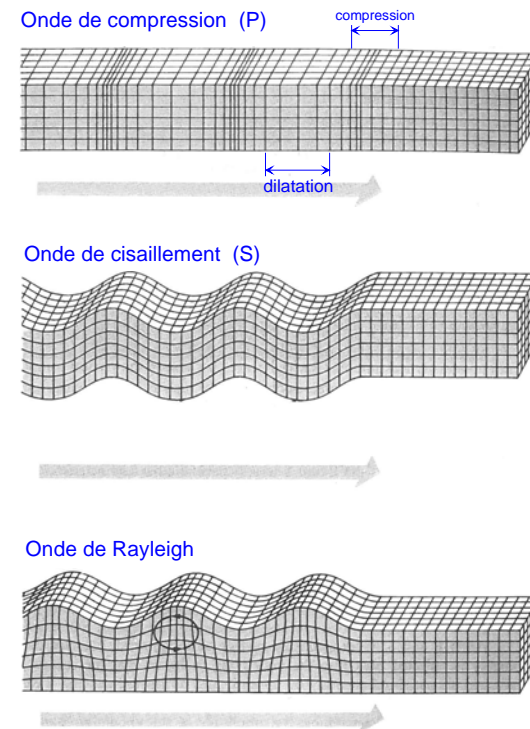 Onde de compression (P)
compression
dilatation
Onde de cisaillement (S)
Onde de Rayleigh